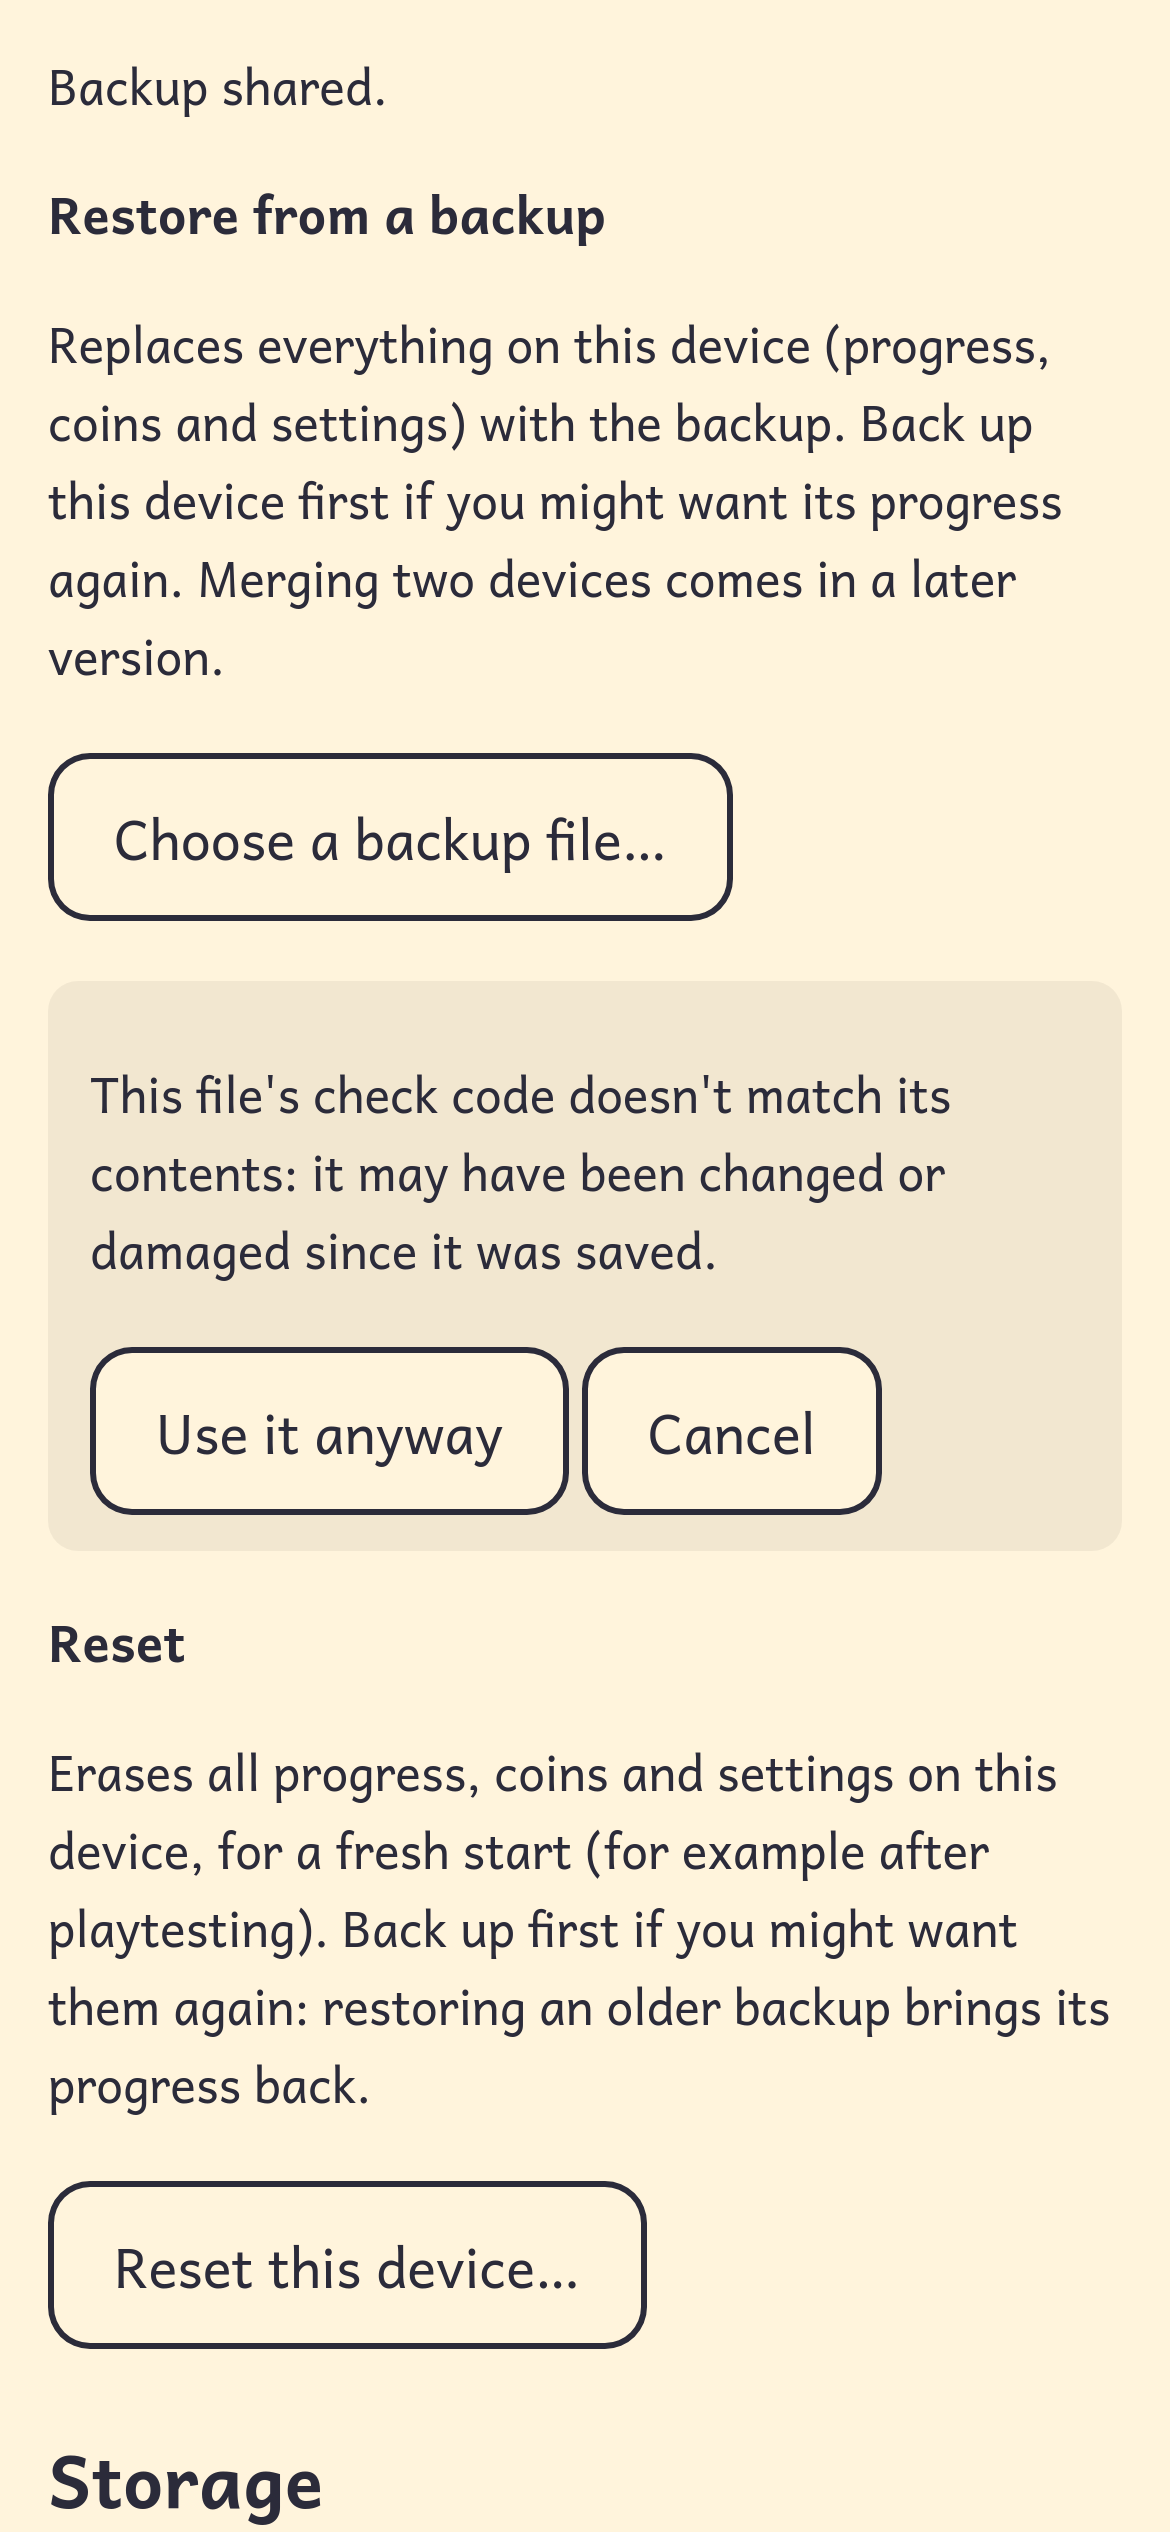 Backup shared.
Restore from a backup
Replaces everything on this device (progress,
coins and settings) with the backup. Back up
this device first if you might want its progress
again. Merging two devices comes in a later
version.
Choose a backup file...
This file's check code doesn't match its
contents: it may have been changed or
damaged since it was saved.
Use it anyway
Cancel
Reset
Erases all progress, coins and settings on this
device, for a fresh start (for example after
playtesting). Back up first if you might want
them again: restoring an older backup brings its
progress back.
Reset this device...
Storage